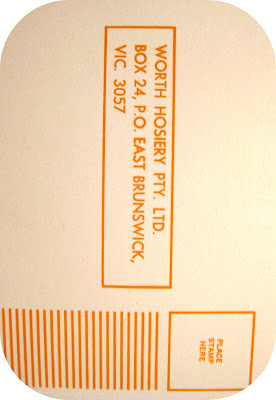 WORTH HOSIERY PTY. LTD.
BOX 24, P.O. EAST BRUNSWICK,
VIC. 3057
PLACE
STAMP
HERE